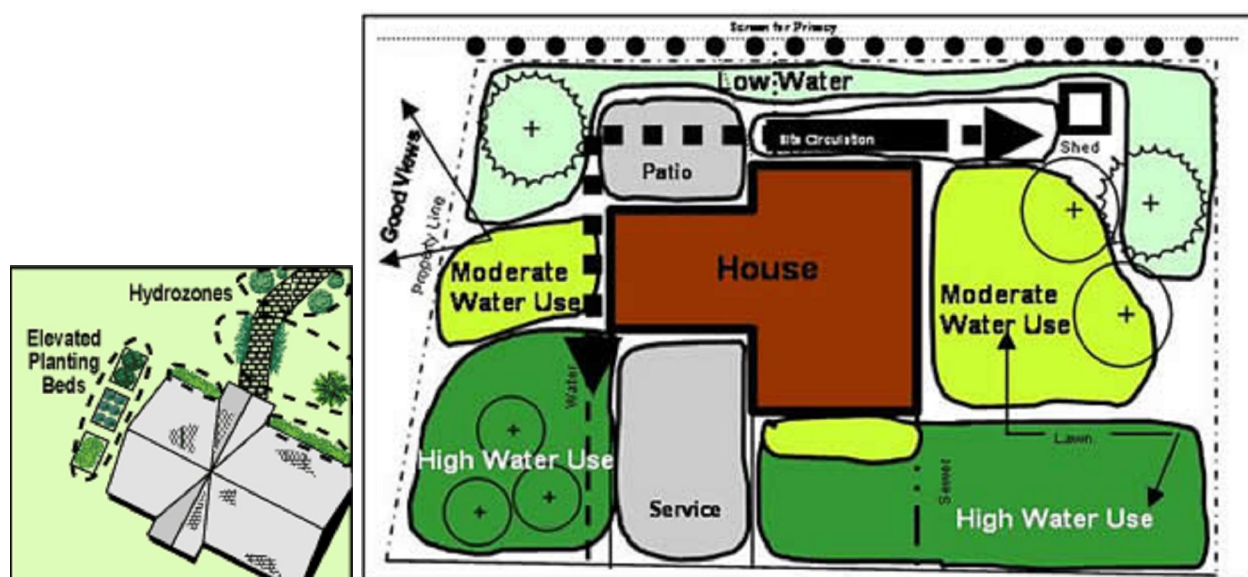 Hydrozones
Elevated
Planting
Beds
Screen for Privacy
Low Water
Site Circulation
Shed
Patio
Good Views
Property Line
House
Moderate
Water Use
Moderate
Water Use
Water
High Water Use
Service
Lawn
Sewer
High Water Use